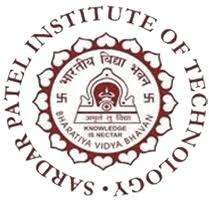 SARDAR PATEL INSTITUTE OF TECHNOLOGY
भारतीय विद्या भवन
अमृतं तु विद्या
KNOWLEDGE
IS NECTAR
BHARATIYA VIDYA BHAVAN